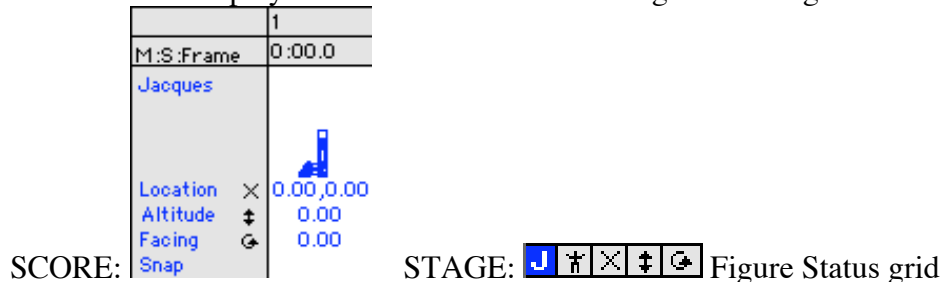 1
M:S:Frame 0:00.0
Jacques
Location 0.00,0.00
Altitude 0.00
Facing 0.00
SCORE: Snap STAGE: J Figure Status grid